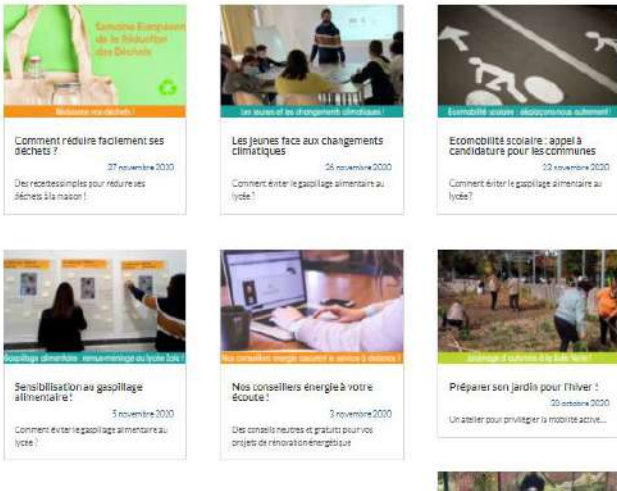 Semaine Européenne
de la Réduction
des Déchets
Réduisons nos déchets !
Comment réduire facilement ses
déchets ?
27 novembre 2020
Des recettes simples pour réduire ses
déchets à la maison !
Les jeunes et les changements climatiques !
Les jeunes face aux changements
climatiques
26 novembre 2020
Comment éviter le gaspillage alimentaire au
lycée ?
Ecomobilité scolaire : déplaçons-nous autrement !
Ecomobilité scolaire : appel à
candidature pour les communes
23 novembre 2020
Comment éviter le gaspillage alimentaire au
lycée ?
Gaspillage alimentaire : remue-méninge au lycée
Sensibilisation au gaspillage
alimentaire !
5 novembre 2020
Comment éviter le gaspillage alimentaire au
lycée ?
Nos conseillers énergie assurent le service à distance !
Nos conseillers énergie à votre
écoute !
3 novembre 2020
Des conseils neutres et gratuits pour vos
projets de rénovation énergétique
Jardinage d'automne à la
Préparer son jardin pour l'hiver !
20 octobre 2020
Un atelier pour privilégier la mobilité active...